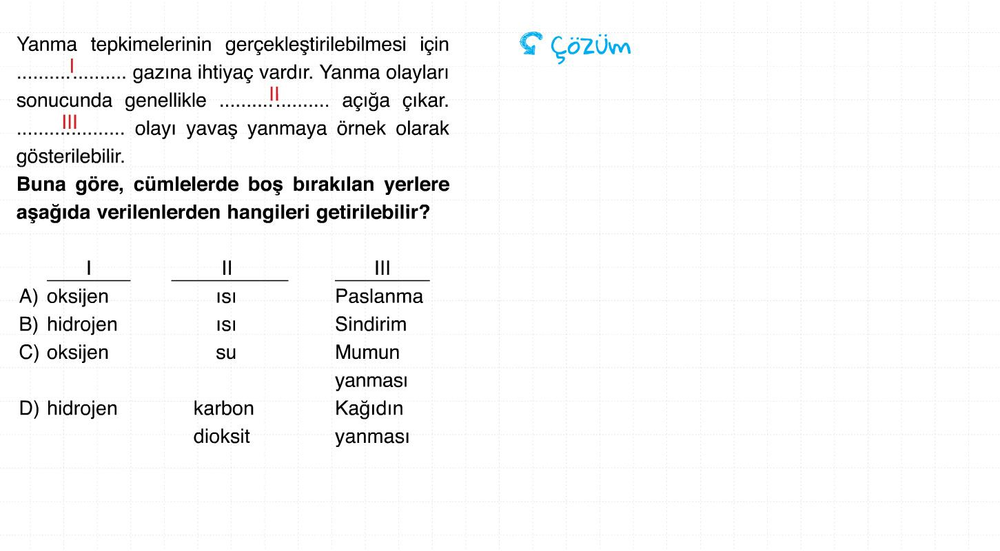 Yanma tepkimelerinin gerçekleştirilebilmesi için
..........I.......... gazına ihtiyaç vardır. Yanma olayları
sonucunda genellikle ..........II.......... açığa çıkar.
..........III.......... olayı yavaş yanmaya örnek olarak
gösterilebilir.
Buna göre, cümlelerde boş bırakılan yerlere
aşağıda verilenlerden hangileri getirilebilir?
I II III
A) oksijen ısı Paslanma
B) hidrojen ısı Sindirim
C) oksijen su Mumun
yanması
D) hidrojen karbon Kağıdın
dioksit yanması
Çözüm